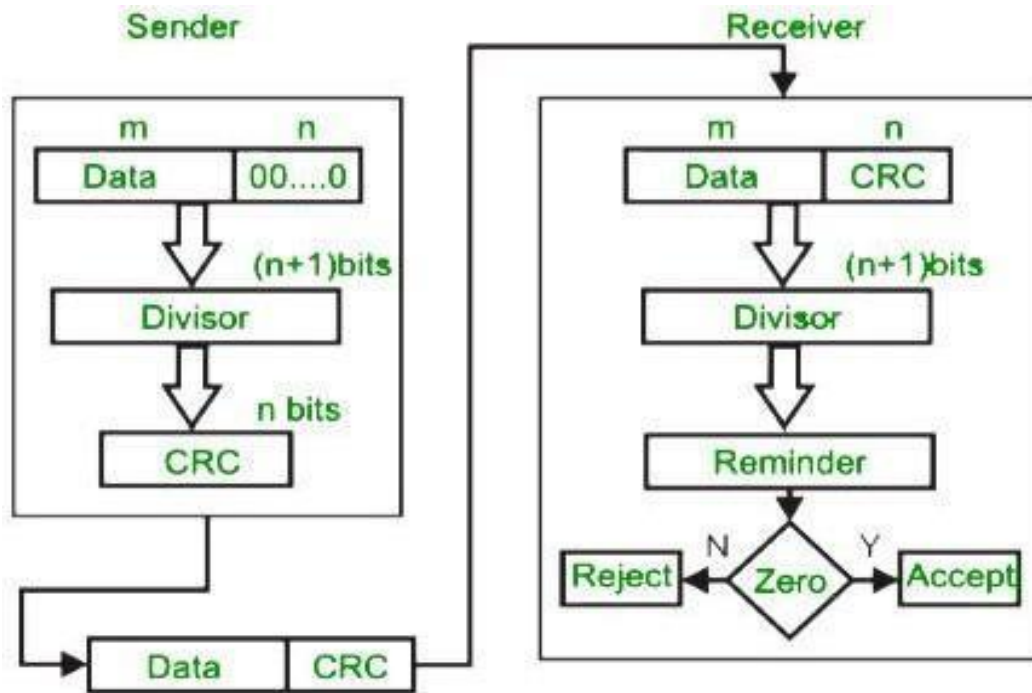 Sender
m n
Data 00....0
(n+1)bits
Divisor
n bits
CRC
Data CRC
Receiver
m n
Data CRC
(n+1)bits
Divisor
Reminder
N Y
Reject Zero Accept